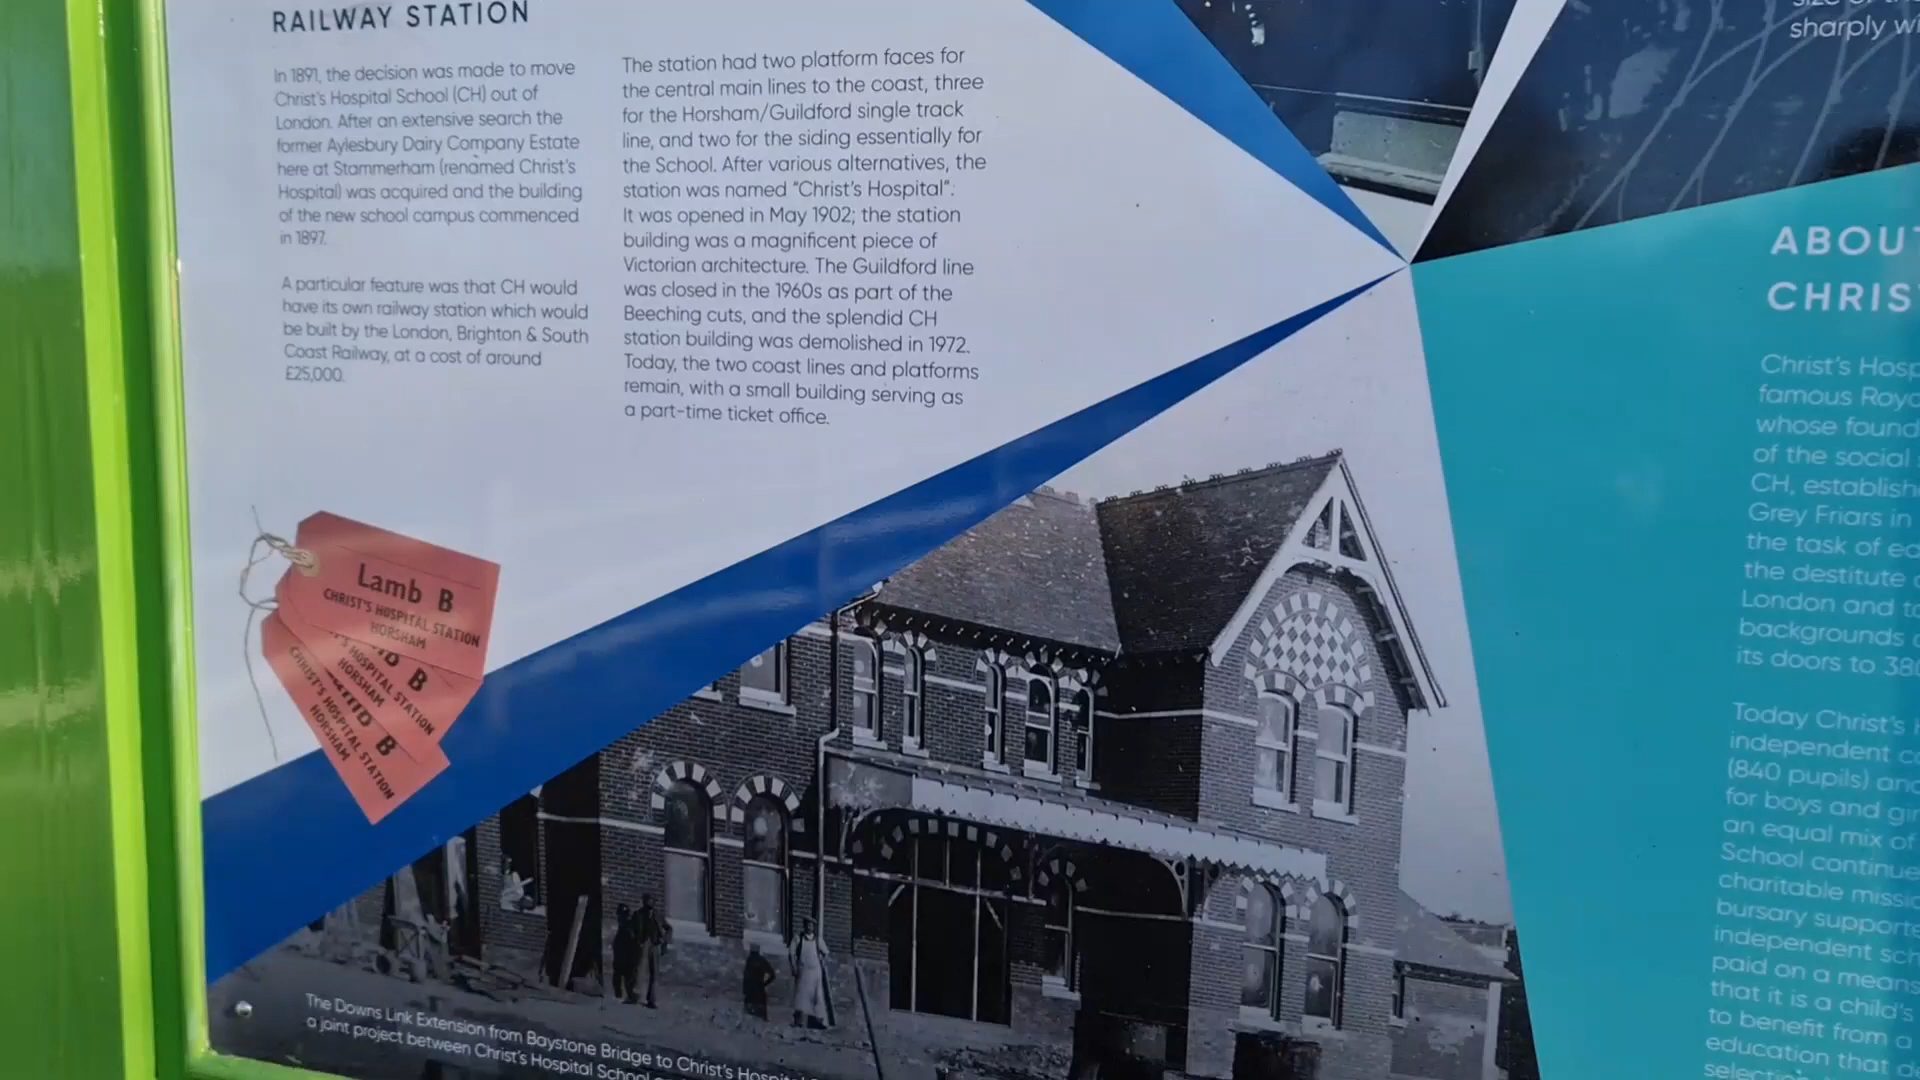 RAILWAY STATION
In 1891, the decision was made to move
Christ's Hospital School (CH) out of
London. After an extensive search the
former Aylesbury Dairy Company Estate
here at Stammerham (renamed Christ's
Hospital) was acquired and the building
of the new school campus commenced
in 1897.
A particular feature was that CH would
have its own railway station which would
be built by the London, Brighton & South
Coast Railway, at a cost of around
£25,000.
The station had two platform faces for
the central main lines to the coast, three
for the Horsham/Guildford single track
line, and two for the siding essentially for
the School. After various alternatives, the
station was named "Christ's Hospital".
It was opened in May 1902; the station
building was a magnificent piece of
Victorian architecture. The Guildford line
was closed in the 1960s as part of the
Beeching cuts, and the splendid CH
station building was demolished in 1972.
Today, the two coast lines and platforms
remain, with a small building serving as
a part-time ticket office.
Lamb B
CHRIST'S HOSPITAL STATION
HORSHAM
B
'S HOSPITAL STATION
HORSHAM
B
CHRIST'S HOSPITAL STATION
HORSHAM
The Downs Link Extension from Baystone Bridge to Christ's
a joint project between Christ's Hospital School
sharply
ABOU
CHRIS
Christ's Hosp
famous Roya
whose found
of the social
CH, establish
Grey Friars in
the task of ed
the destitute
London and to
backgrounds
its doors to 380
Today Christ's
independent co
(840 pupils) and
for boys and gir
an equal mix of
School continue
charitable missio
bursary supporte
independent sch
paid on a means
that it is a child's
to benefit from a
education that